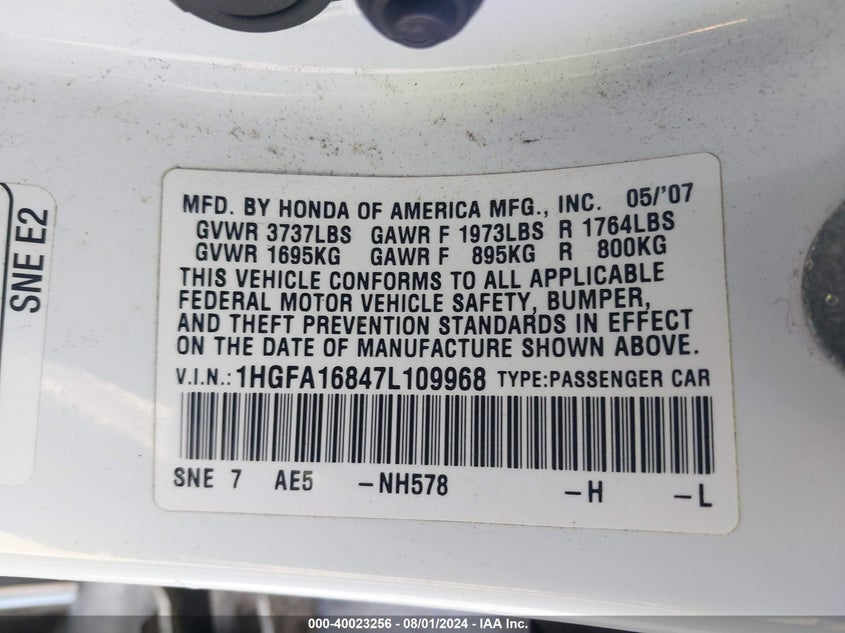 MFD. BY HONDA OF AMERICA MFG., INC. 05/'07
GVWR 3737LBS GAWR F 1973LBS R 1764LBS
GVWR 1695KG GAWR F 895KG R 800KG
THIS VEHICLE CONFORMS TO ALL APPLICABLE
FEDERAL MOTOR VEHICLE SAFETY, BUMPER,
AND THEFT PREVENTION STANDARDS IN EFFECT
ON THE DATE OF MANUFACTURE SHOWN ABOVE.
V.I.N.: 1HGFA16847L109968 TYPE:PASSENGER CAR
SNE 7 AE5 -NH578 -H -L
SNE E2
000-40023256 - 08/01/2024 - Copyright © IAA, Inc.